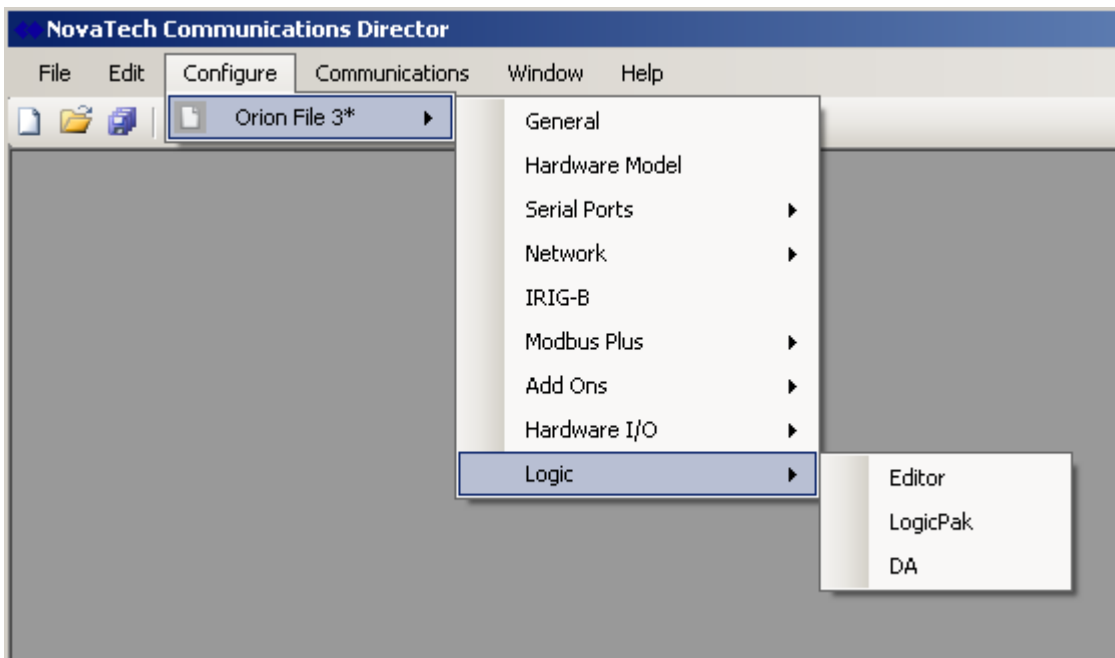 NovaTech Communications Director
File Edit Configure Communications Window Help
Orion File 3*
General
Hardware Model
Serial Ports
Network
IRIG-B
Modbus Plus
Add Ons
Hardware I/O
Logic
Editor
LogicPak
DA